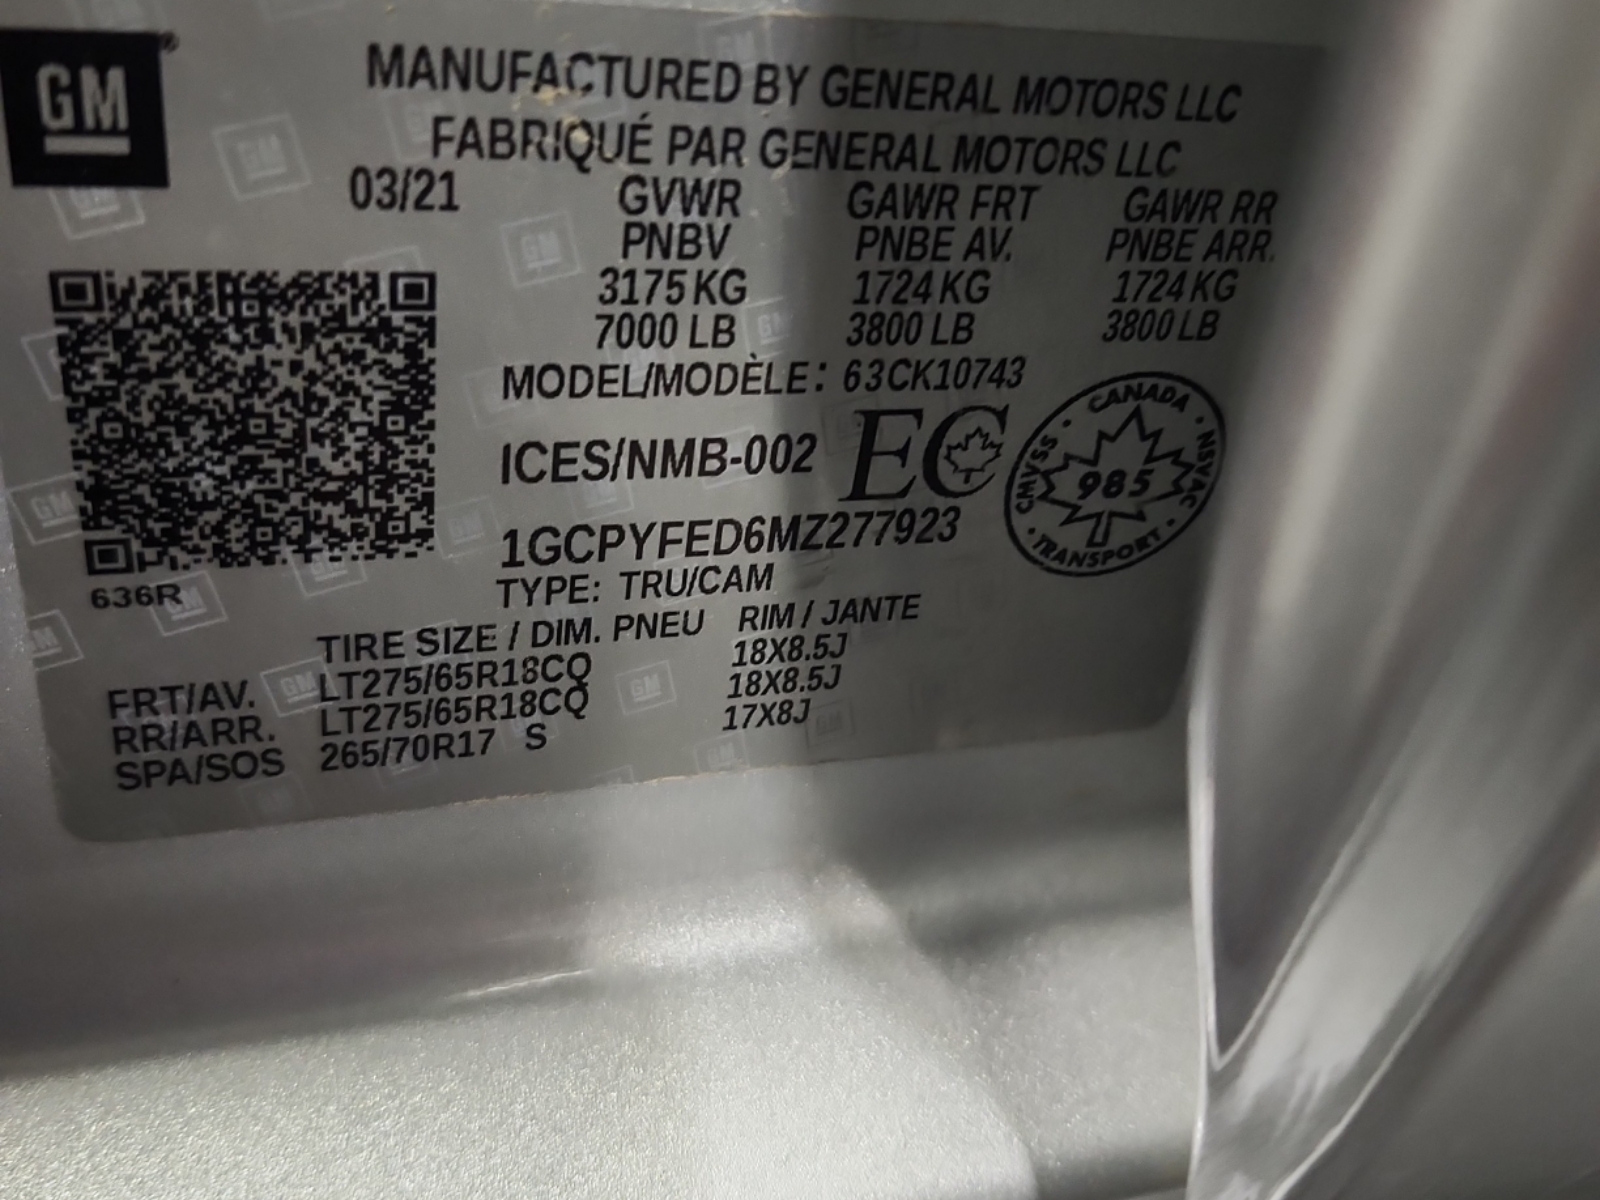 GM
MANUFACTURED BY GENERAL MOTORS LLC
FABRIQUÉ PAR GENERAL MOTORS LLC
03/21 GVWR GAWR FRT GAWR RR
PNBV PNBE AV. PNBE ARR.
3175 KG 1724 KG 1724 KG
7000 LB 3800 LB 3800 LB
MODEL/MODÈLE: 63CK10743
ICES/NMB-002 EC
CANADA
CMVSS 985 NSVAC
TRANSPORT
1GCPYFED6MZ277923
636R
TYPE: TRU/CAM
TIRE SIZE / DIM. PNEU RIM / JANTE
FRT/AV. LT275/65R18CQ 18X8.5J
RR/ARR. LT275/65R18CQ 18X8.5J
SPA/SOS 265/70R17 S 17X8J